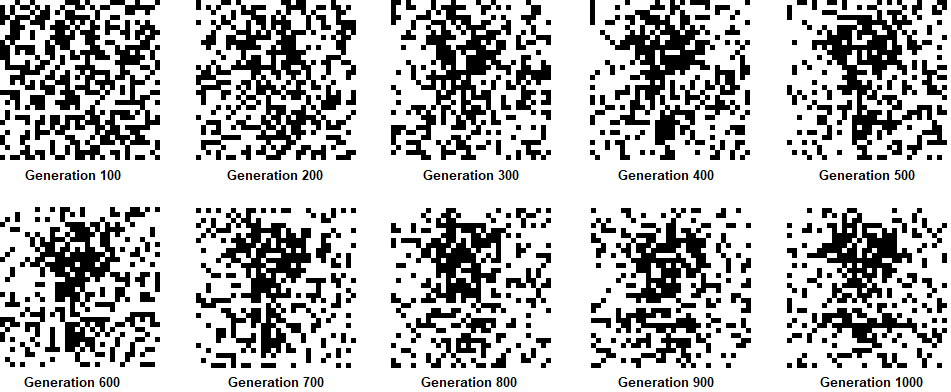 Generation 100
Generation 200
Generation 300
Generation 400
Generation 500
Generation 600
Generation 700
Generation 800
Generation 900
Generation 1000